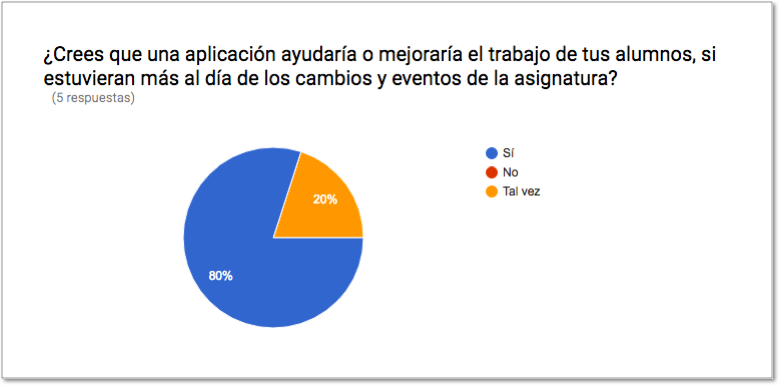 ¿Crees que una aplicación ayudaría o mejoraría el trabajo de tus alumnos, si
estuvieran más al día de los cambios y eventos de la asignatura?
(5 respuestas)
Sí
No
Tal vez
20%
80%